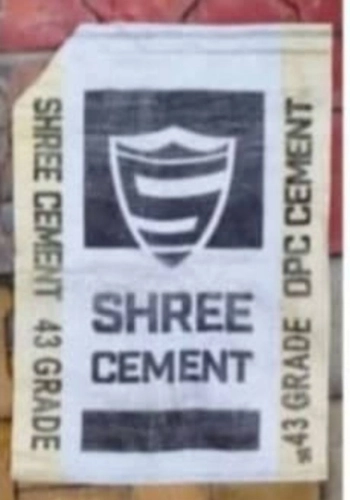 SHREE CEMENT 43 GRADE
SHREE
CEMENT
43 GRADE OPC CEMENT